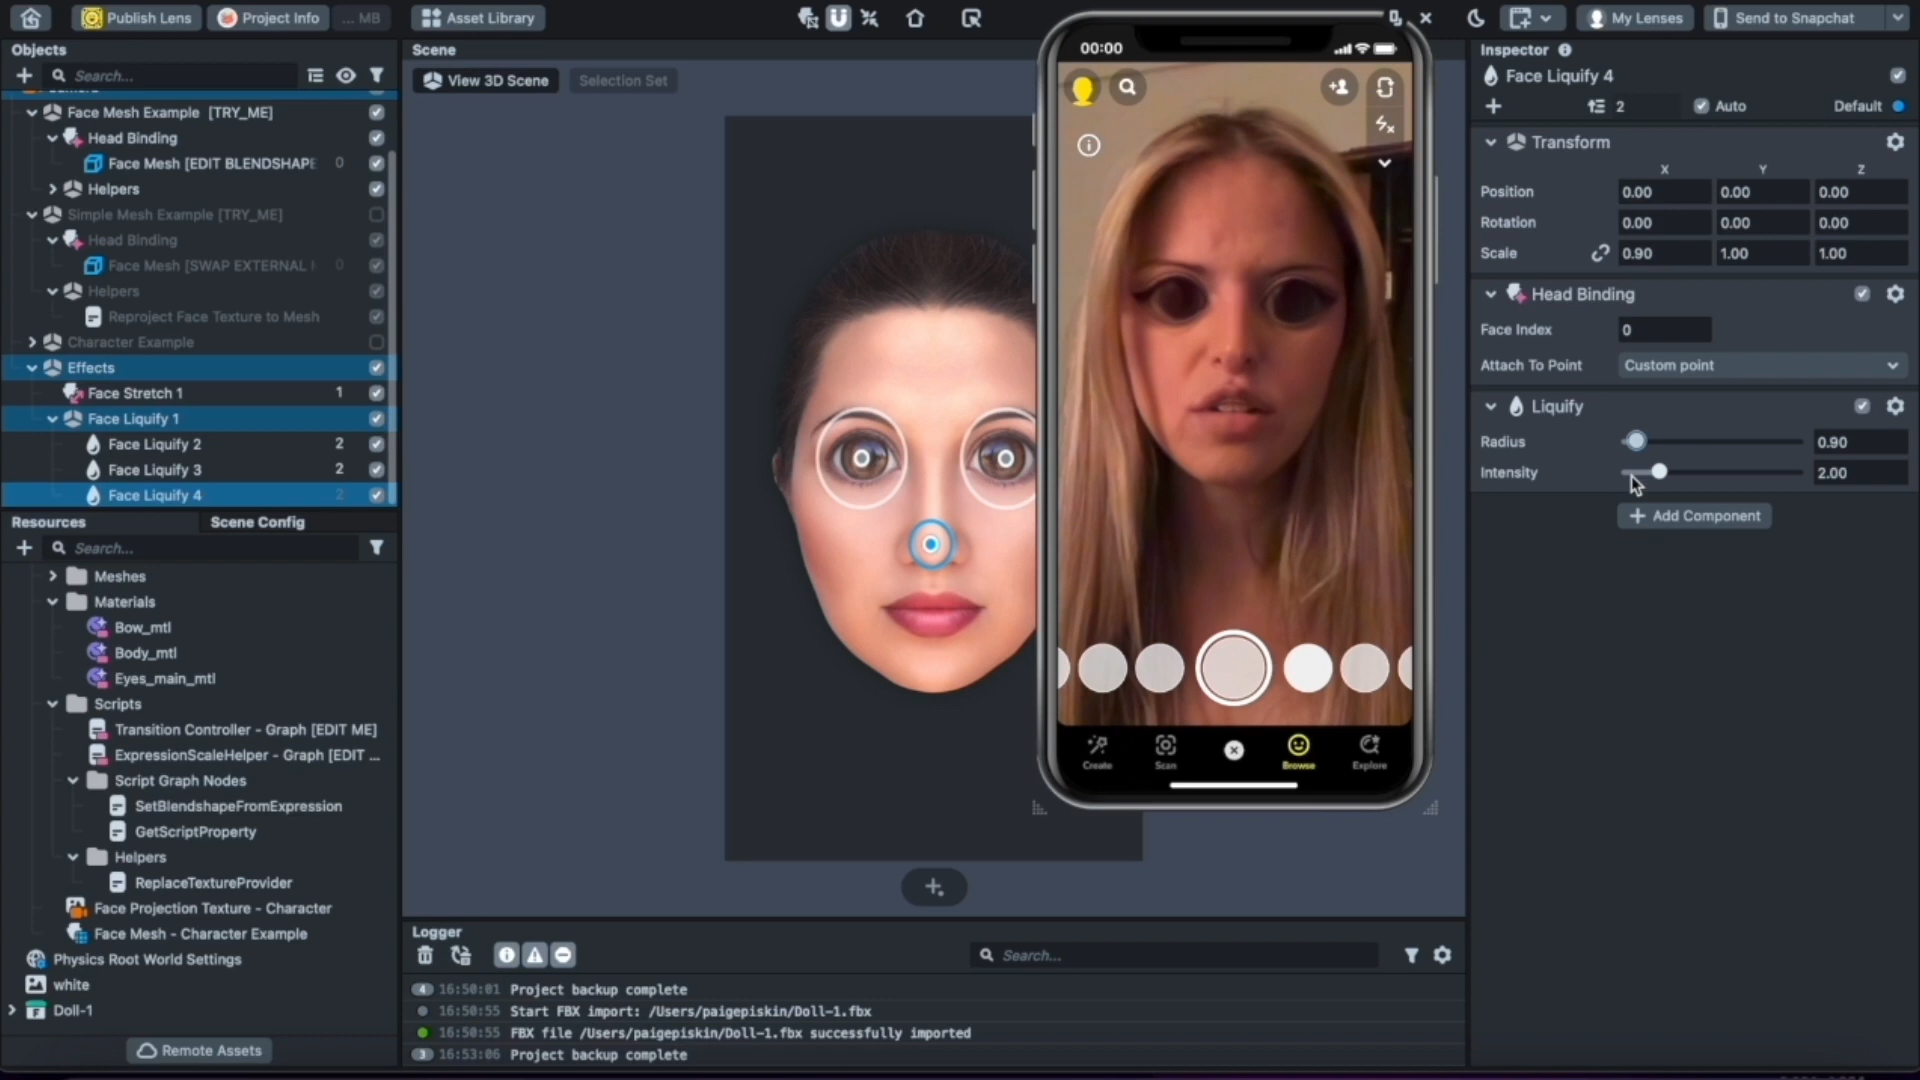 Publish Lens
Project Info
... MB
Asset Library
My Lenses
Send to Snapchat
Objects
Search...
Face Mesh Example [TRY_ME]
Head Binding
Face Mesh [EDIT BLENDSHAPE 0
Helpers
Simple Mesh Example [TRY_ME]
Head Binding
Face Mesh [SWAP EXTERNAL 0
Helpers
Reproject Face Texture to Mesh
Character Example
Effects
Face Stretch 1 1
Face Liquify 1
Face Liquify 2 2
Face Liquify 3 2
Face Liquify 4 2
Resources
Scene Config
Search...
Meshes
Materials
Bow_mtl
Body_mtl
Eyes_main_mtl
Scripts
Transition Controller - Graph [EDIT ME]
ExpressionScaleHelper - Graph [EDIT ...
Script Graph Nodes
SetBlendshapeFromExpression
GetScriptProperty
Helpers
ReplaceTextureProvider
Face Projection Texture - Character
Face Mesh - Character Example
Physics Root World Settings
white
Doll-1
Remote Assets
Scene
View 3D Scene
Selection Set
00:00
Create
Scan
Browse
Explore
Logger
Search...
4 16:50:01 Project backup complete
16:50:55 Start FBX import: /Users/paigepiskin/Doll-1.fbx
16:50:55 FBX file /Users/paigepiskin/Doll-1.fbx successfully imported
3 16:53:06 Project backup complete
Inspector
Face Liquify 4
2
Auto
Default
Transform
X Y Z
Position 0.00 0.00 0.00
Rotation 0.00 0.00 0.00
Scale 0.90 1.00 1.00
Head Binding
Face Index 0
Attach To Point Custom point
Liquify
Radius 0.90
Intensity 2.00
Add Component